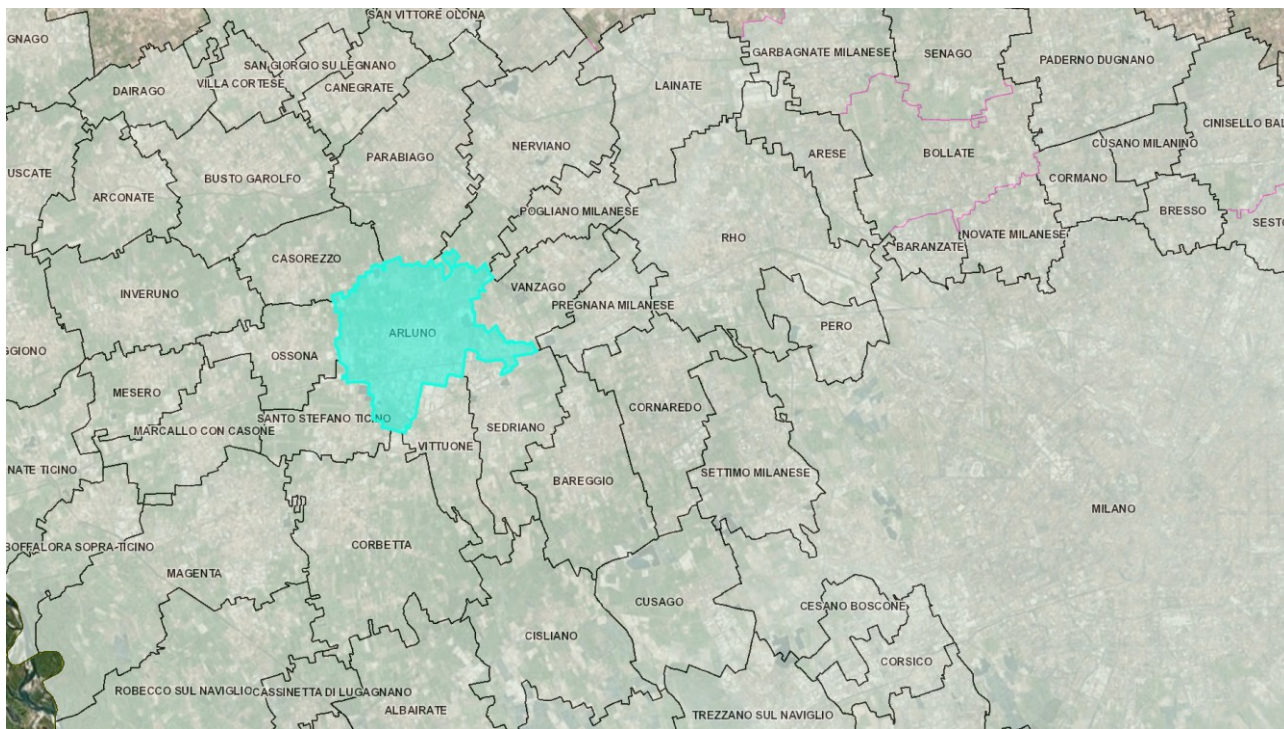 SAN VITTORE OLONA
GNAGO
GARBAGNATE MILANESE
SENAGO
PADERNO DUGNANO
SAN GIORGIO SU LEGNANO
VILLA CORTESE
CANEGRATE
DAIRAGO
LAINATE
CINISELLO BAL
NERVIANO
CUSANO MILANINO
PARABIAGO
ARESE
BOLLATE
USCATE
BUSTO GAROLFO
CORMANO
ARCONATE
POGLIANO MILANESE
BRESSO
SESTO
RHO
NOVATE MILANESE
BARANZATE
CASOREZZO
VANZAGO
INVERUNO
PREGNANA MILANESE
PERO
ARLUNO
GGIONO
OSSONA
MESERO
CORNAREDO
SANTO STEFANO TICINO
SEDRIANO
MARCALLO CON CASONE
VITTUONE
NATE TICINO
SETTIMO MILANESE
BAREGGIO
MILANO
BOFFALORA SOPRA-TICINO
CORBETTA
MAGENTA
CUSAGO
CESANO BOSCONE
CISLIANO
CORSICO
ROBECCO SUL NAVIGLIO
CASSINETTA DI LUGAGNANO
ALBAIRATE
TREZZANO SUL NAVIGLIO